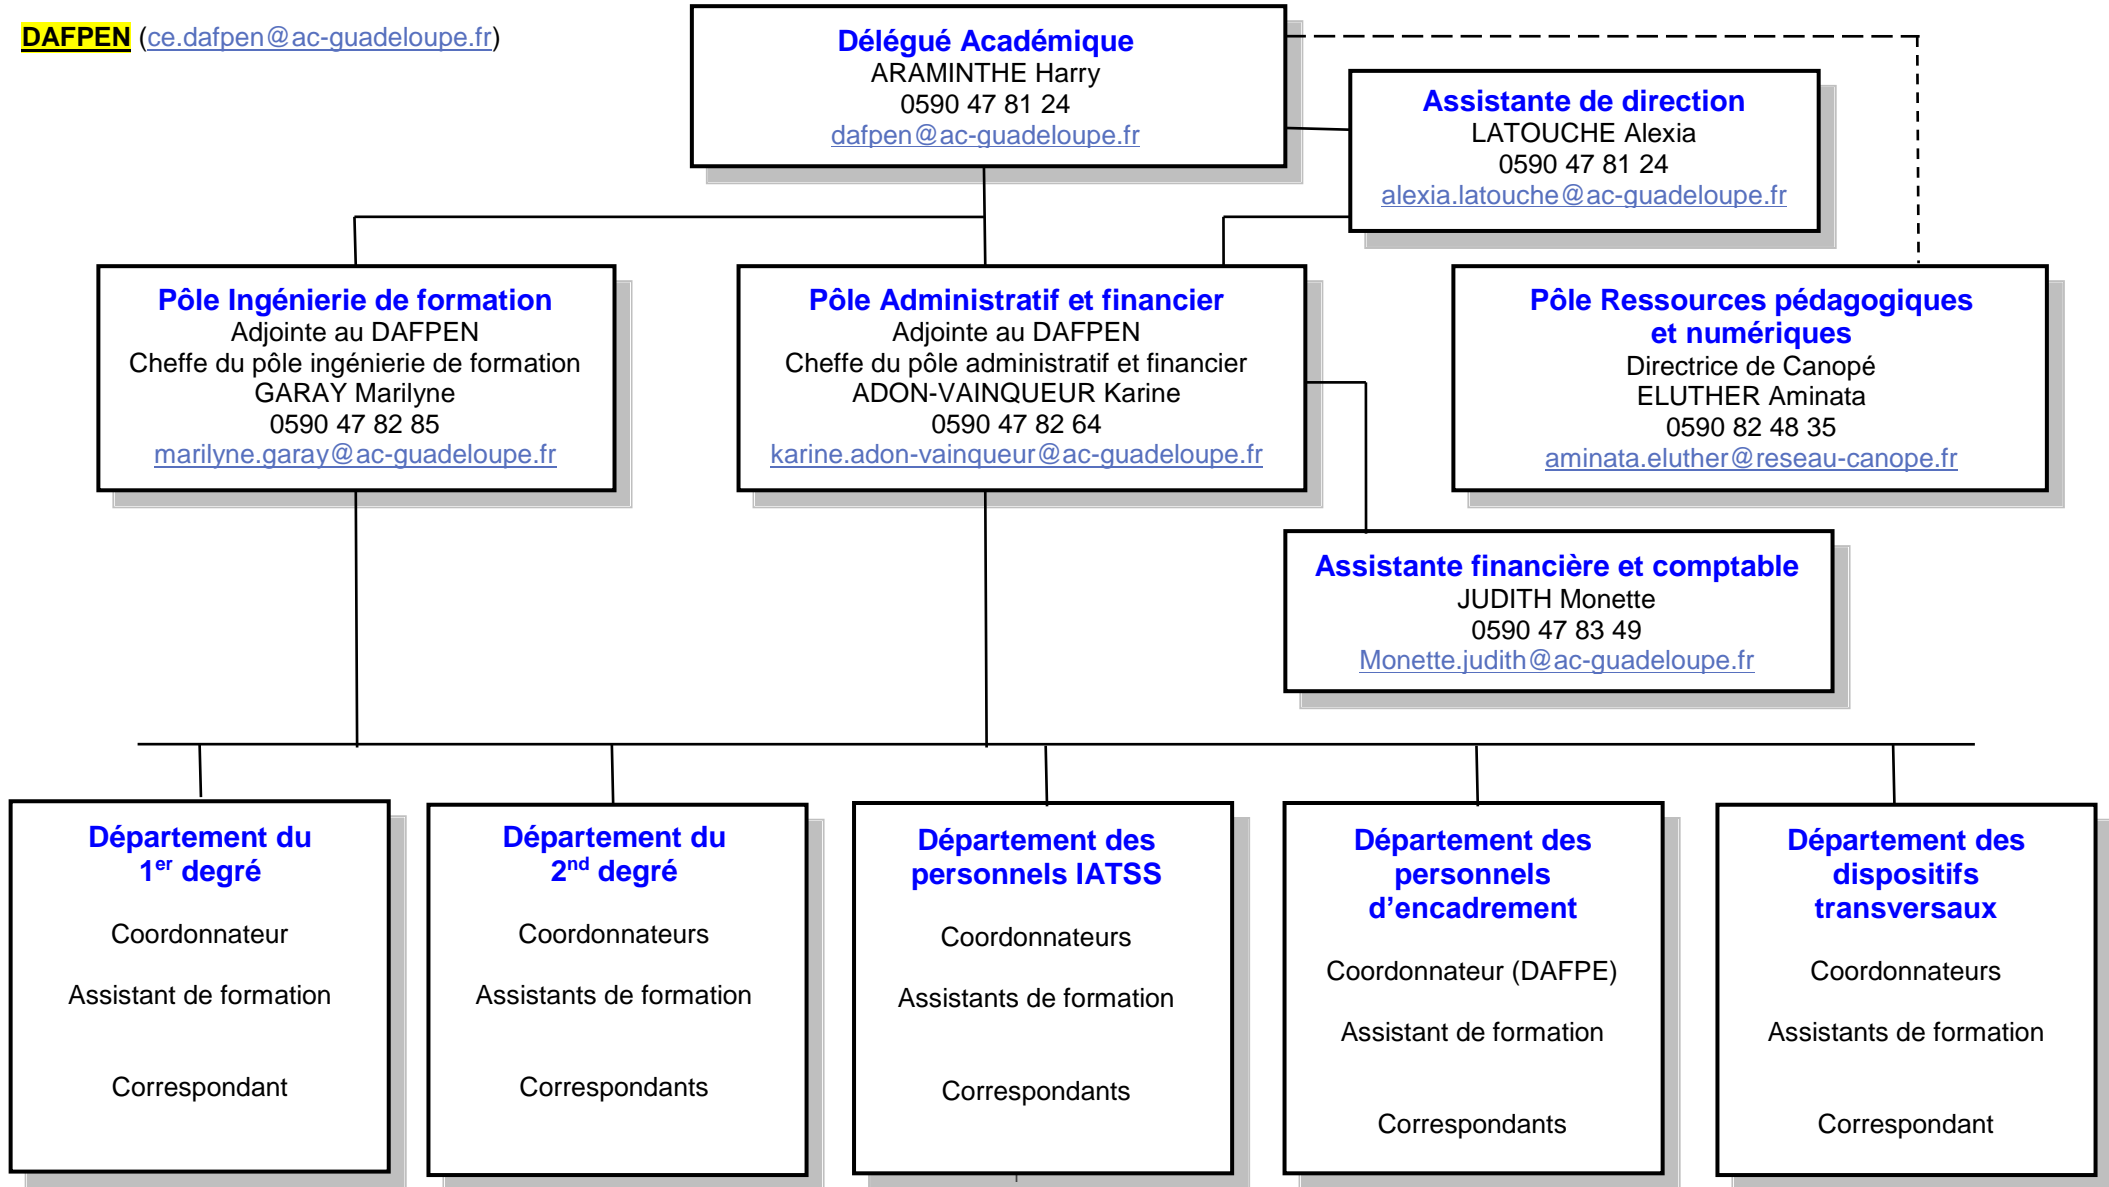 DAFPEN (ce.dafpen@ac-guadeloupe.fr)
Délégué Académique
ARAMINTHE Harry
0590 47 81 24
dafpen@ac-guadeloupe.fr
Assistante de direction
LATOUCHE Alexia
0590 47 81 24
alexia.latouche@ac-guadeloupe.fr
Pôle Ingénierie de formation
Adjointe au DAFPEN
Cheffe du pôle ingénierie de formation
GARAY Marilyne
0590 47 82 85
marilyne.garay@ac-guadeloupe.fr
Pôle Administratif et financier
Adjointe au DAFPEN
Cheffe du pôle administratif et financier
ADON-VAINQUEUR Karine
0590 47 82 64
karine.adon-vainqueur@ac-guadeloupe.fr
Pôle Ressources pédagogiques
et numériques
Directrice de Canopé
ELUTHER Aminata
0590 82 48 35
aminata.eluther@reseau-canope.fr
Assistante financière et comptable
JUDITH Monette
0590 47 83 49
Monette.judith@ac-guadeloupe.fr
Département du
1er degré
Coordonnateur
Assistant de formation
Correspondant
Département du
2nd degré
Coordonnateurs
Assistants de formation
Correspondants
Département des
personnels IATSS
Coordonnateurs
Assistants de formation
Correspondants
Département des
personnels
d’encadrement
Coordonnateur (DAFPE)
Assistant de formation
Correspondants
Département des
dispositifs
transversaux
Coordonnateurs
Assistants de formation
Correspondant